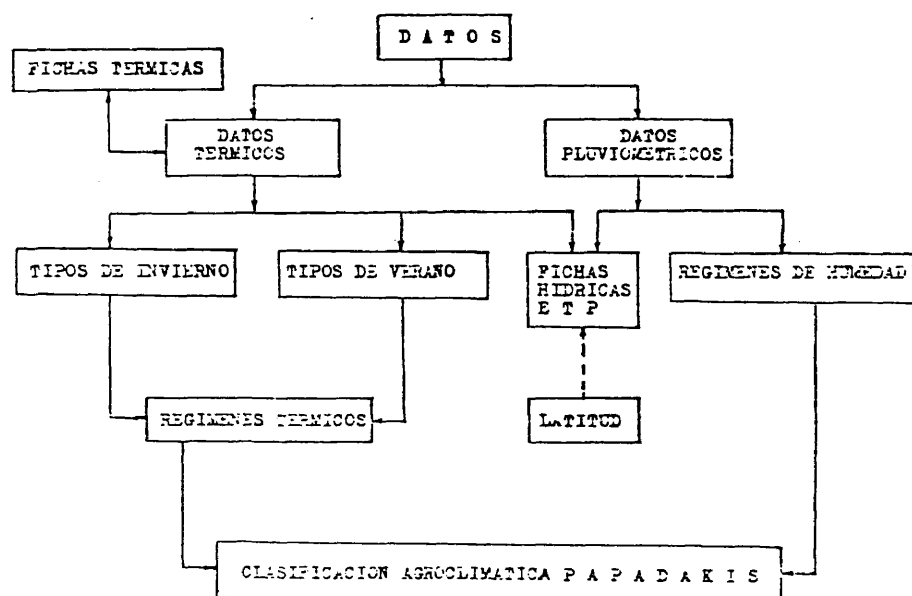 D A T O S
FICHAS TERMICAS
DATOS
TERMICOS
DATOS
PLUVIOMETRICOS
TIPOS DE INVIERNO
TIPOS DE VERANO
FICHAS
HIDRICAS
E T P
REGIMENES DE HUMEDAD
REGIMENES TERMICOS
LATITUD
CLASIFICACION AGROCLIMATICA P A P A D A K I S